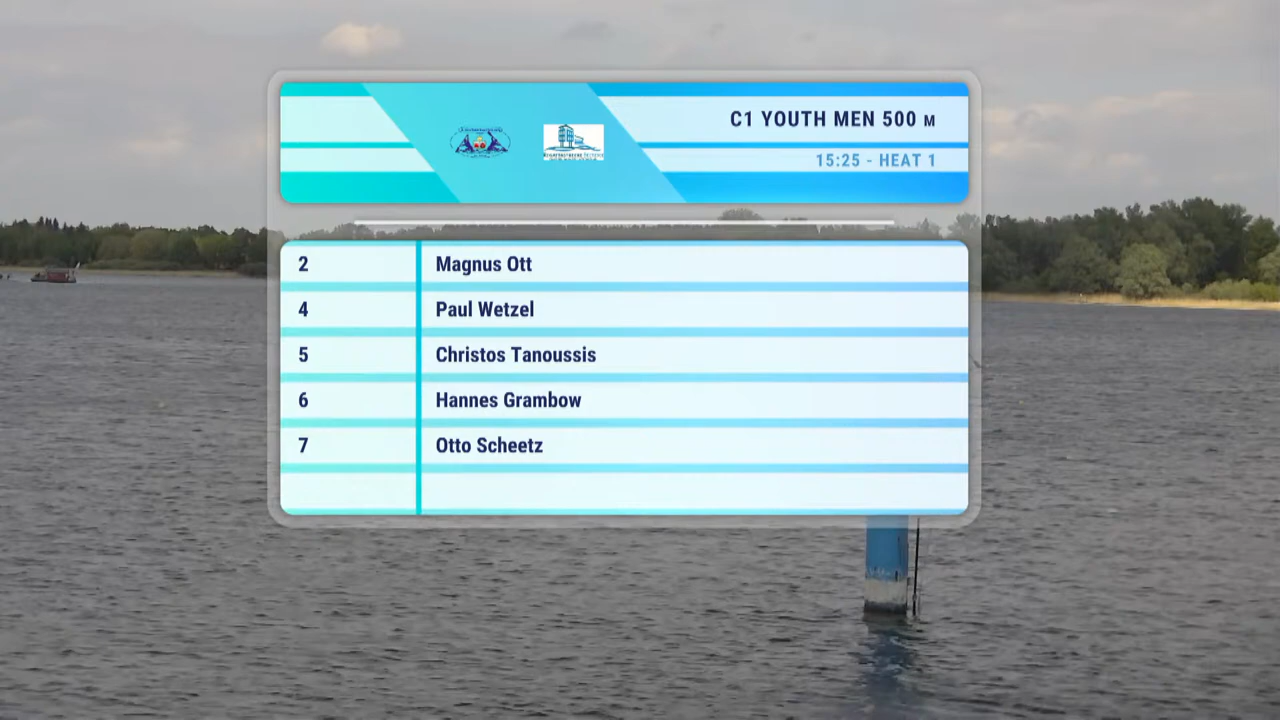 C1 YOUTH MEN 500 M
15:25 - HEAT 1
2 Magnus Ott
4 Paul Wetzel
5 Christos Tanoussis
6 Hannes Grambow
7 Otto Scheetz